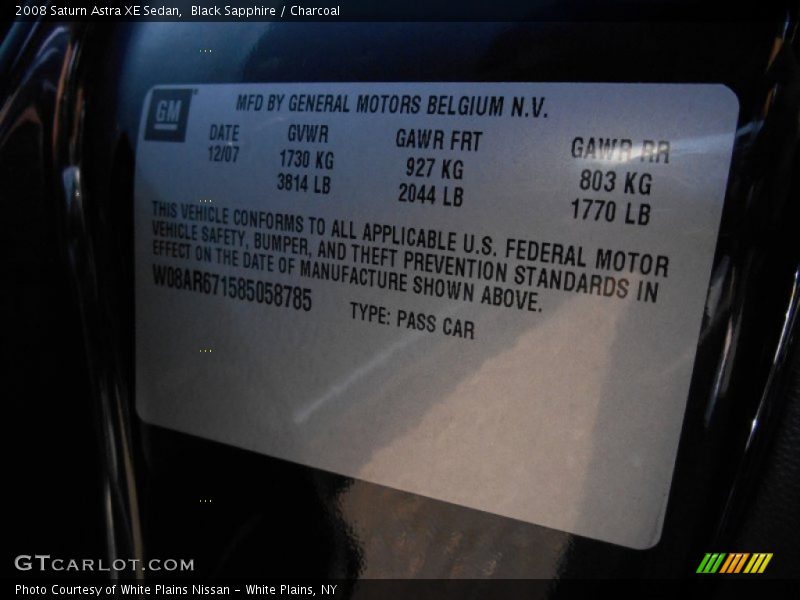 2008 Saturn Astra XE Sedan, Black Sapphire / Charcoal
GM
MFD BY GENERAL MOTORS BELGIUM N.V.
DATE GVWR GAWR FRT GAWR RR
12/07 1730 KG 927 KG 803 KG
3814 LB 2044 LB 1770 LB
THIS VEHICLE CONFORMS TO ALL APPLICABLE U.S. FEDERAL MOTOR
VEHICLE SAFETY, BUMPER, AND THEFT PREVENTION STANDARDS IN
EFFECT ON THE DATE OF MANUFACTURE SHOWN ABOVE.
W08AR671585058785 TYPE: PASS CAR
GTCARLOT.COM
Photo Courtesy of White Plains Nissan - White Plains, NY